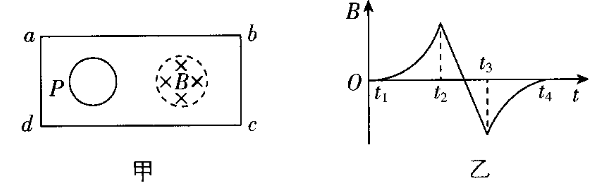 a b
P B
d c
甲
B
O t₁ t₂ t₃ t₄ t
乙